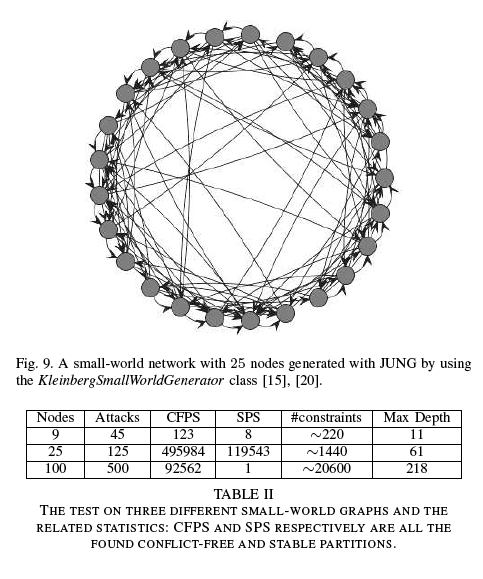 Fig. 9. A small-world network with 25 nodes generated with JUNG by using
the KleinbergSmallWorldGenerator class [15], [20].
Nodes Attacks CFPS SPS #constraints Max Depth
9 45 123 8 ~220 11
25 125 495984 119543 ~1440 61
100 500 92562 1 ~20600 218
TABLE II
THE TEST ON THREE DIFFERENT SMALL-WORLD GRAPHS AND THE
RELATED STATISTICS: CFPS AND SPS RESPECTIVELY ARE ALL THE
FOUND CONFLICT-FREE AND STABLE PARTITIONS.